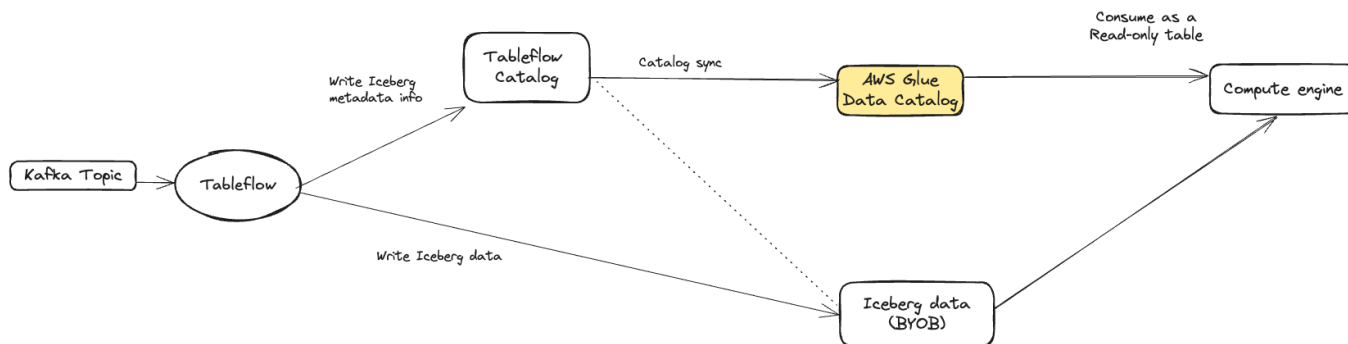 Consume as a
Read-only table
Tableflow
Catalog
Catalog sync
AWS Glue
Data Catalog
Compute engine
Write Iceberg
metadata info
Kafka Topic
Tableflow
Write Iceberg data
Iceberg data
(BYOB)